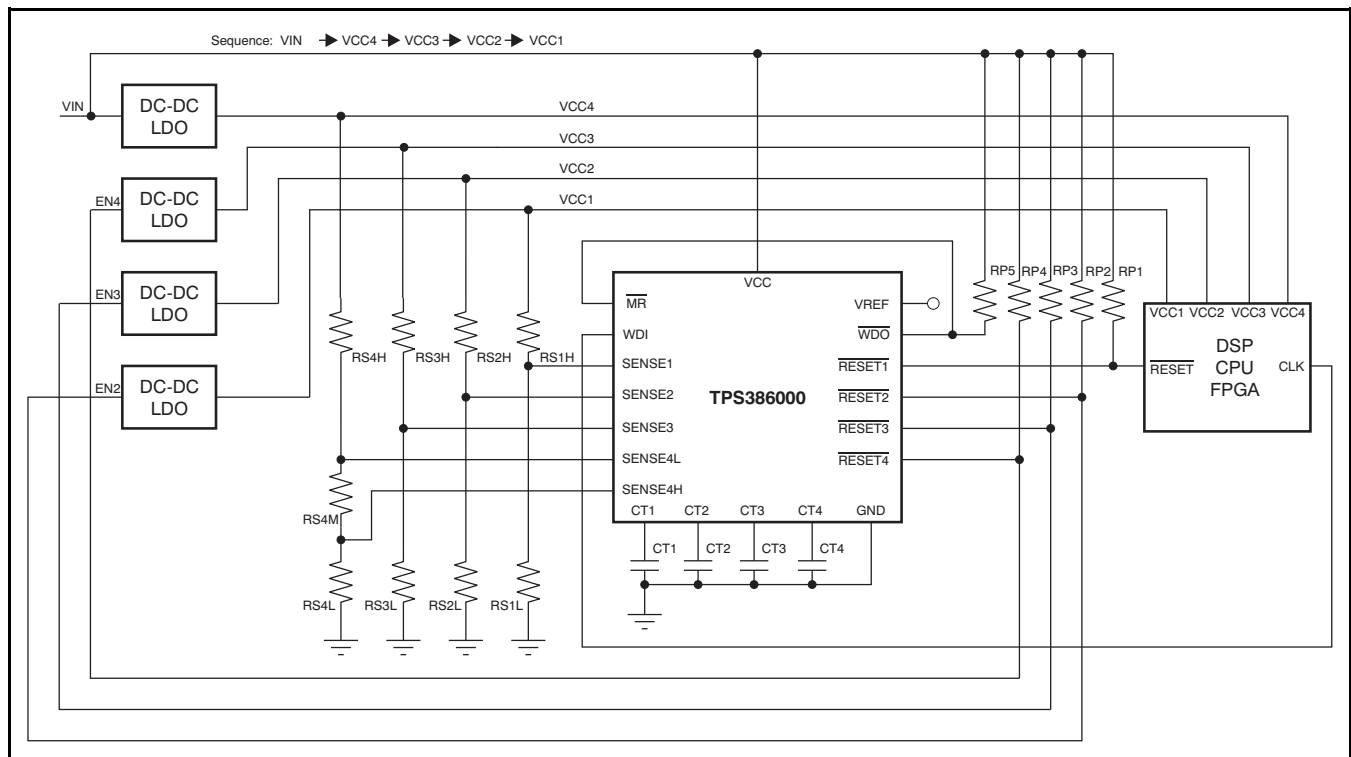 Sequence: VIN → VCC4 → VCC3 → VCC2 → VCC1
VIN
DC-DC
LDO
VCC4
VCC3
VCC2
VCC1
EN4
DC-DC
LDO
EN3
DC-DC
LDO
EN2
DC-DC
LDO
RS4H
RS3H
RS2H
RS1H
RS4M
RS4L
RS3L
RS2L
RS1L
VCC
MR
WDI
SENSE1
SENSE2
SENSE3
SENSE4L
SENSE4H
TPS386000
VREF
WDO
RESET1
RESET2
RESET3
RESET4
CT1 CT2 CT3 CT4 GND
CT1 CT2 CT3 CT4
RP5 RP4 RP3 RP2 RP1
VCC1 VCC2 VCC3 VCC4
RESET
DSP
CPU
FPGA
CLK